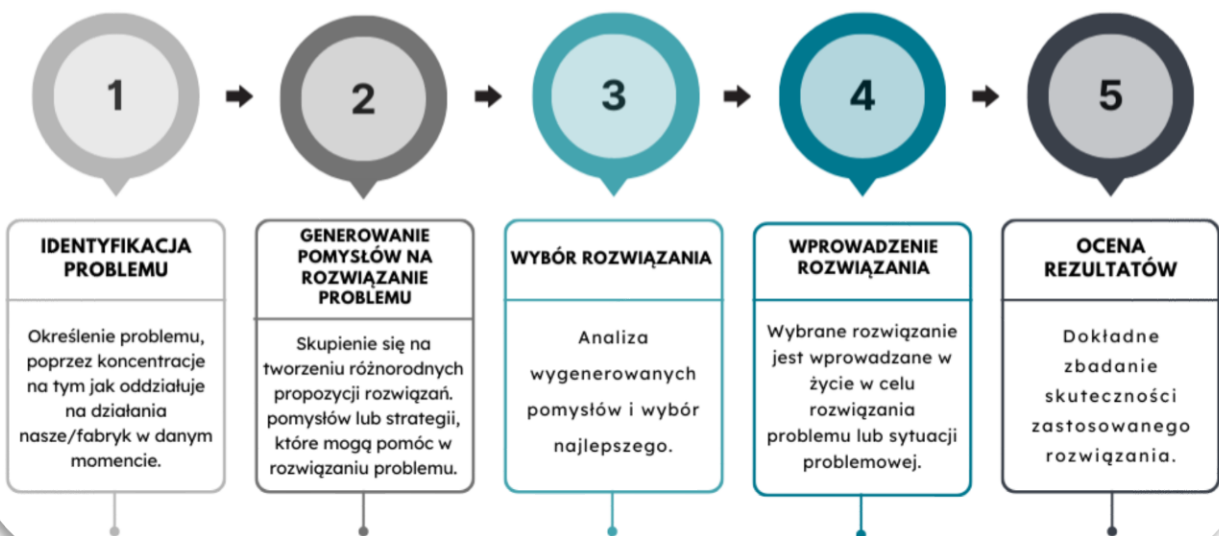 1
2
3
4
5
IDENTYFIKACJA
PROBLEMU
Określenie problemu,
poprzez koncentracje
na tym jak oddziałuje
na działania
nasze/fabryk w danym
momencie.
GENEROWANIE
POMYSŁÓW NA
ROZWIĄZANIE
PROBLEMU
Skupienie się na
tworzeniu różnorodnych
propozycji rozwiązań.
pomysłów lub strategii,
które mogą pomóc w
rozwiązaniu problemu.
WYBÓR ROZWIĄZANIA
Analiza
wygenerowanych
pomysłów i wybór
najlepszego.
WPROWADZENIE
ROZWIĄZANIA
Wybrane rozwiązanie
jest wprowadzane w
życie w celu
rozwiązania
problemu lub sytuacji
problemowej.
OCENA
REZULTATÓW
Dokładne
zbadanie
skuteczności
zastosowanego
rozwiązania.